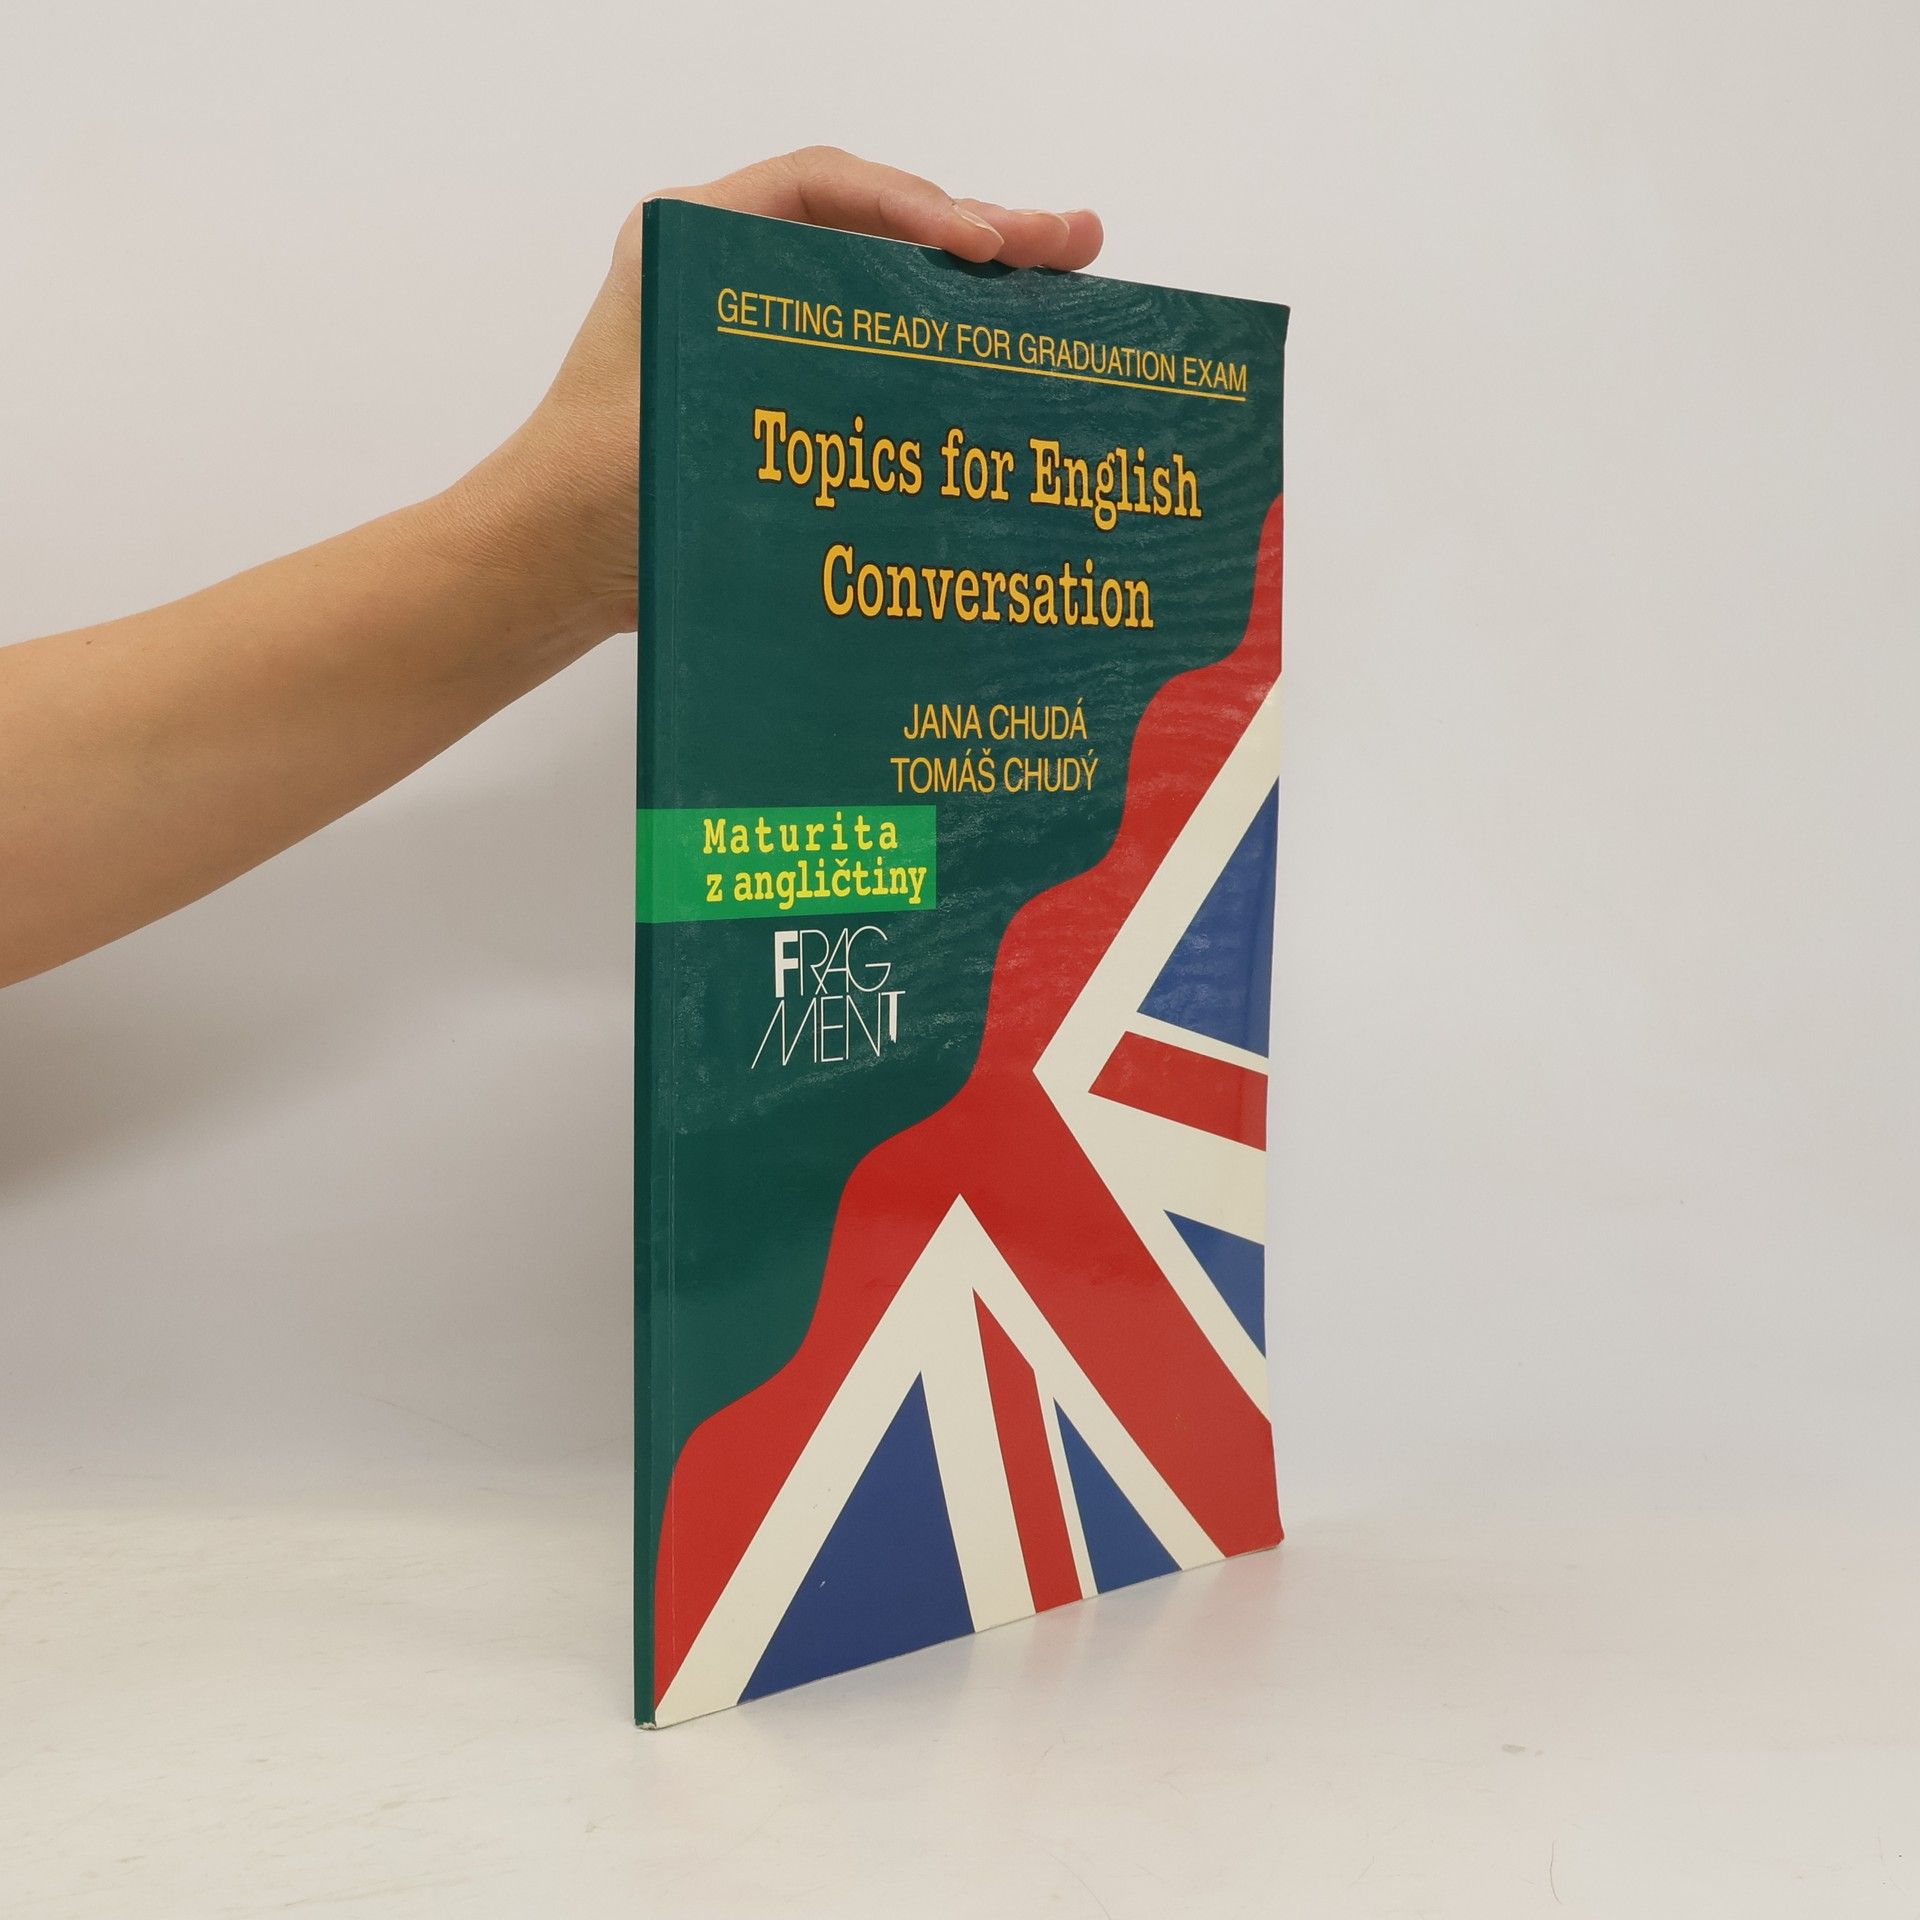 GETTING READY FOR GRADUATION EXAM
Topics for English
Conversation
JANA CHUDÁ
TOMÁŠ CHUDÝ
Maturita
z angličtiny
FRAG
MENT